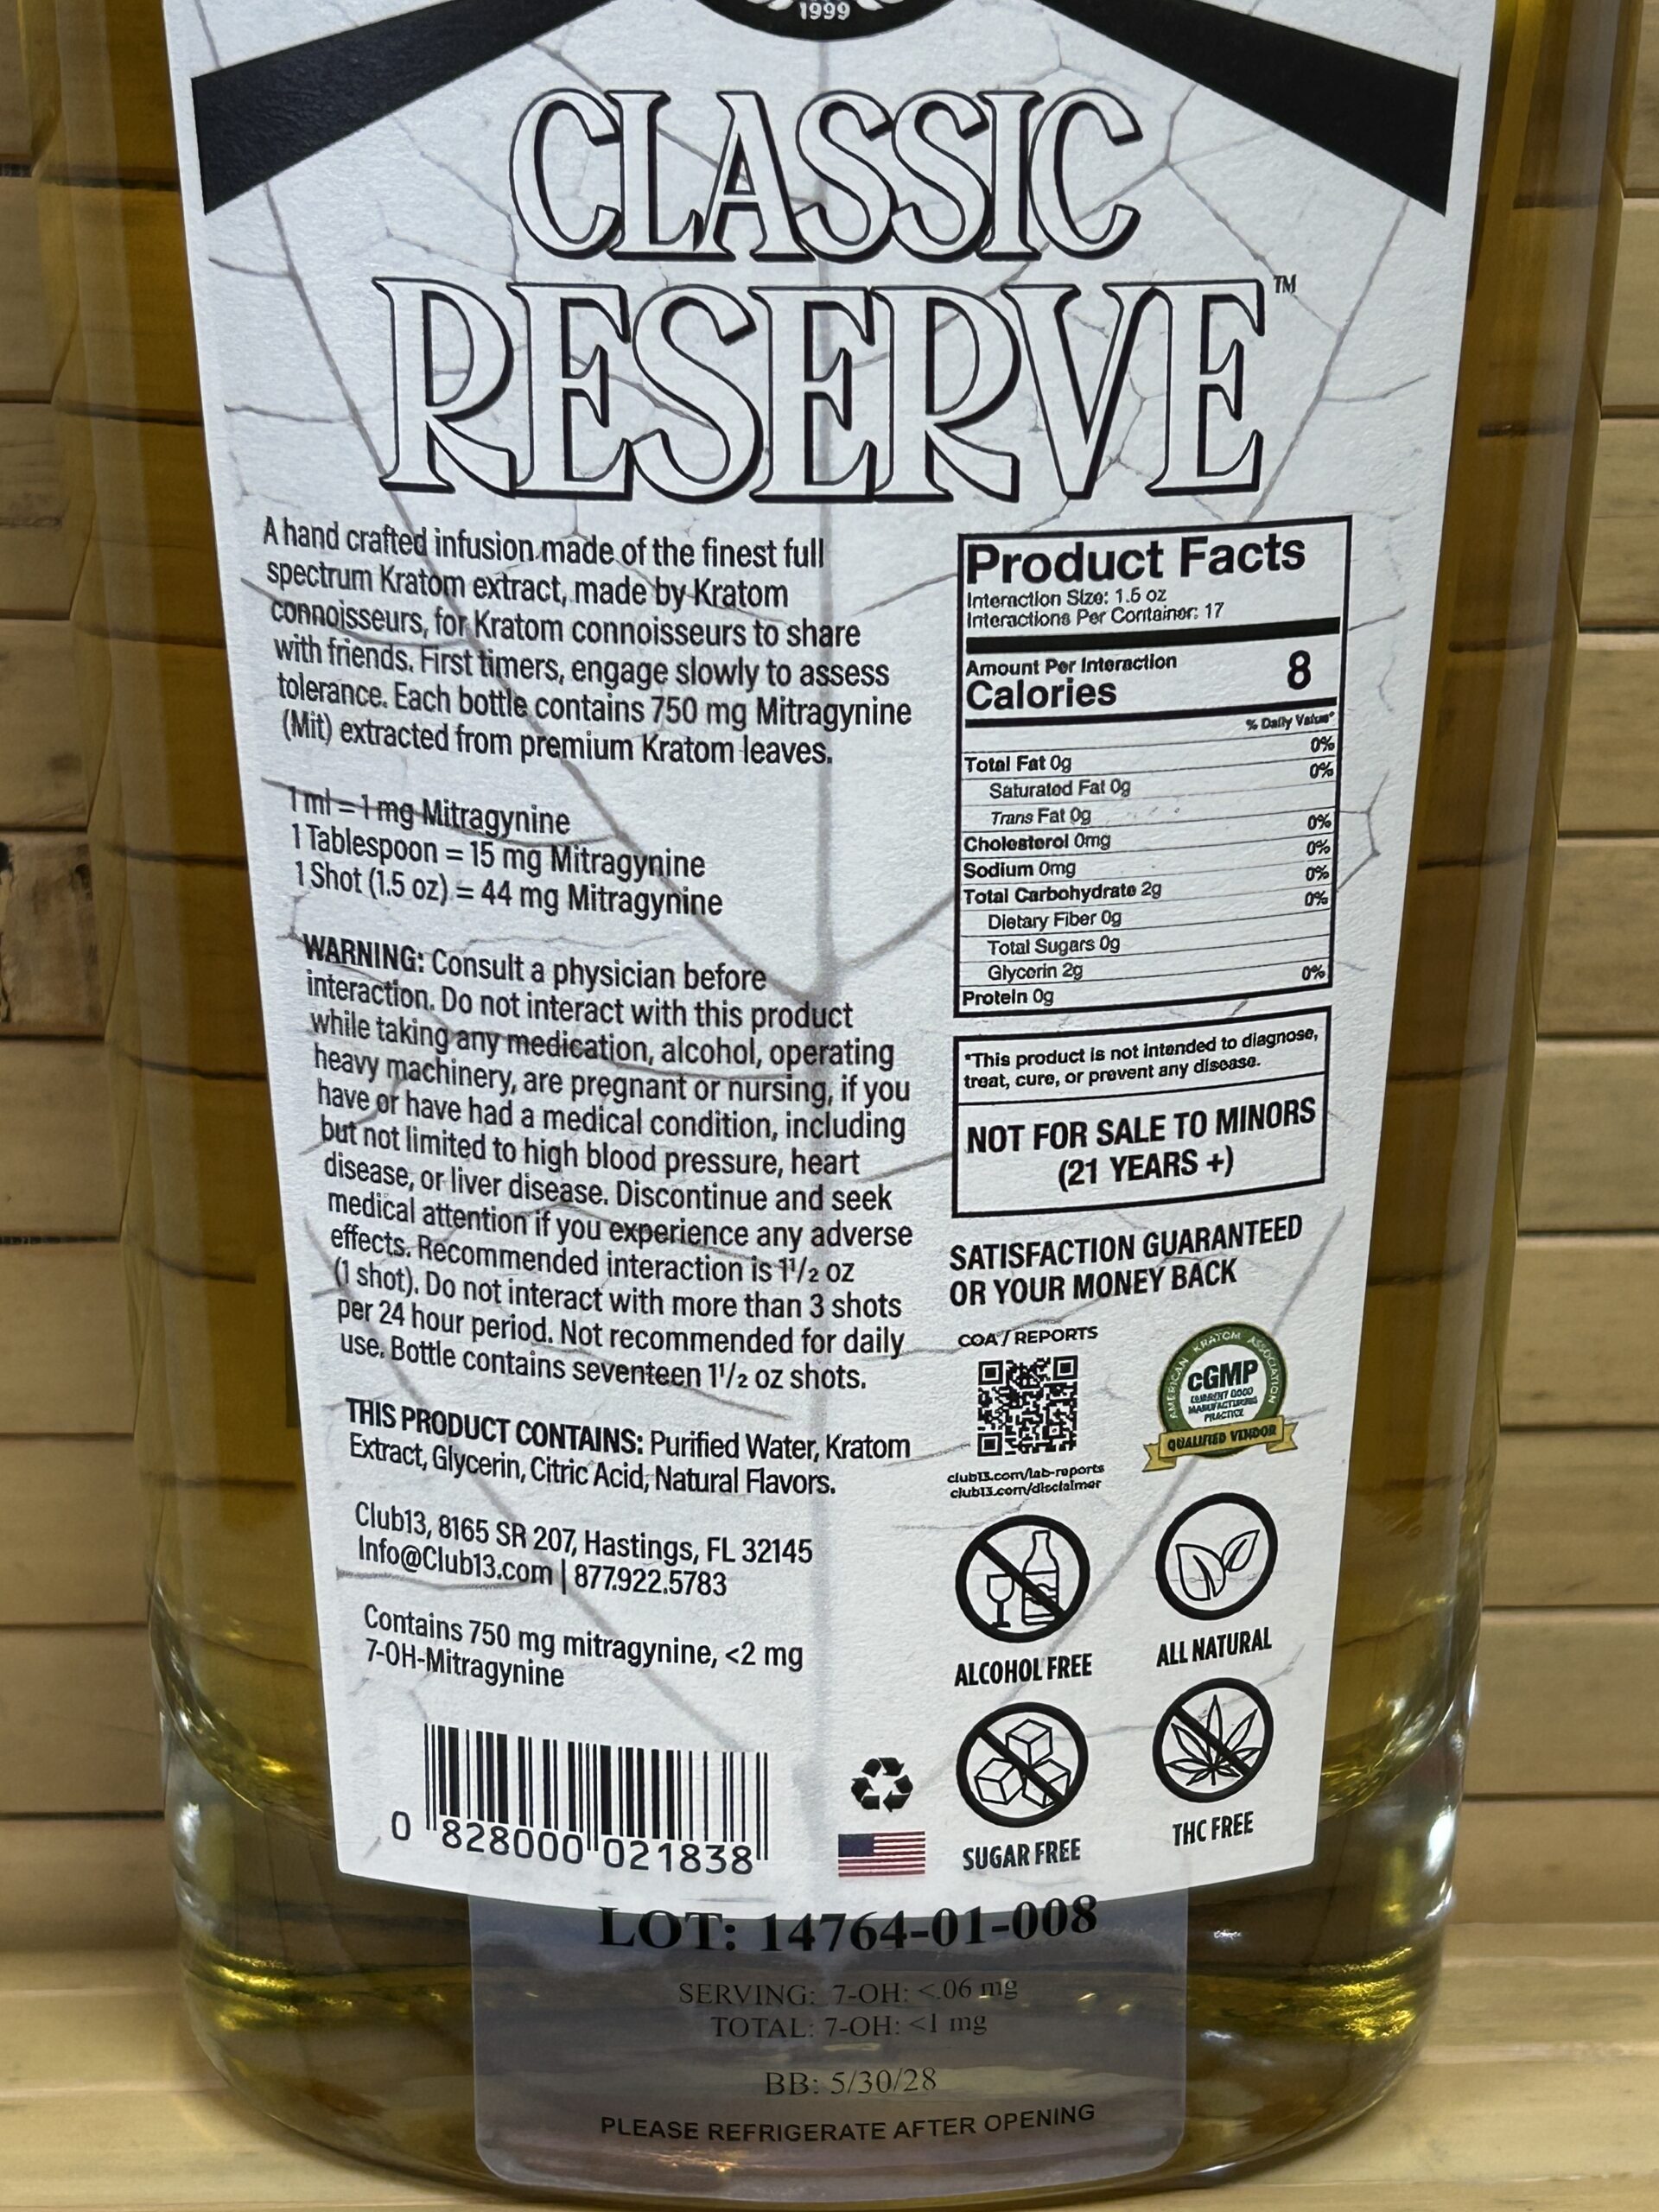 1999
CLASSIC
RESERVE™
A hand crafted infusion made of the finest full
spectrum Kratom extract, made by Kratom
connoisseurs, for Kratom connoisseurs to share
with friends. First timers, engage slowly to assess
tolerance. Each bottle contains 750 mg Mitragynine
(Mit) extracted from premium Kratom leaves.
1 ml = 1 mg Mitragynine
1 Tablespoon = 15 mg Mitragynine
1 Shot (1.5 oz) = 44 mg Mitragynine
WARNING: Consult a physician before
interaction. Do not interact with this product
while taking any medication, alcohol, operating
heavy machinery, are pregnant or nursing, if you
have or have had a medical condition, including
but not limited to high blood pressure, heart
disease, or liver disease. Discontinue and seek
medical attention if you experience any adverse
effects. Recommended interaction is 1¹/₂ oz
(1 shot). Do not interact with more than 3 shots
per 24 hour period. Not recommended for daily
use. Bottle contains seventeen 1¹/₂ oz shots.
THIS PRODUCT CONTAINS: Purified Water, Kratom
Extract, Glycerin, Citric Acid, Natural Flavors.
Club13, 8165 SR 207, Hastings, FL 32145
Info@Club13.com | 877.922.5783
Contains 750 mg mitragynine, <2 mg
7-OH-Mitragynine
0 828000 021838
Product Facts
Interaction Size: 1.5 oz
Interactions Per Container: 17
Amount Per Interaction
Calories 8
% Daily Value*
Total Fat 0g 0%
Saturated Fat 0g 0%
Trans Fat 0g
Cholesterol 0mg 0%
Sodium 0mg 0%
Total Carbohydrate 2g 0%
Dietary Fiber 0g 0%
Total Sugars 0g
Glycerin 2g
Protein 0g 0%
*This product is not intended to diagnose,
treat, cure, or prevent any disease.
NOT FOR SALE TO MINORS
(21 YEARS +)
SATISFACTION GUARANTEED
OR YOUR MONEY BACK
COA / REPORTS
club13.com/lab-reports
club13.com/disclaimer
AMERICAN KRATOM ASSOCIATION
cGMP
CURRENT GOOD
MANUFACTURING
PRACTICE
QUALIFIED VENDOR
ALCOHOL FREE
ALL NATURAL
SUGAR FREE
THC FREE
LOT: 14764-01-008
SERVING: 7-OH: <.06 mg
TOTAL: 7-OH: <1 mg
BB: 5/30/28
PLEASE REFRIGERATE AFTER OPENING